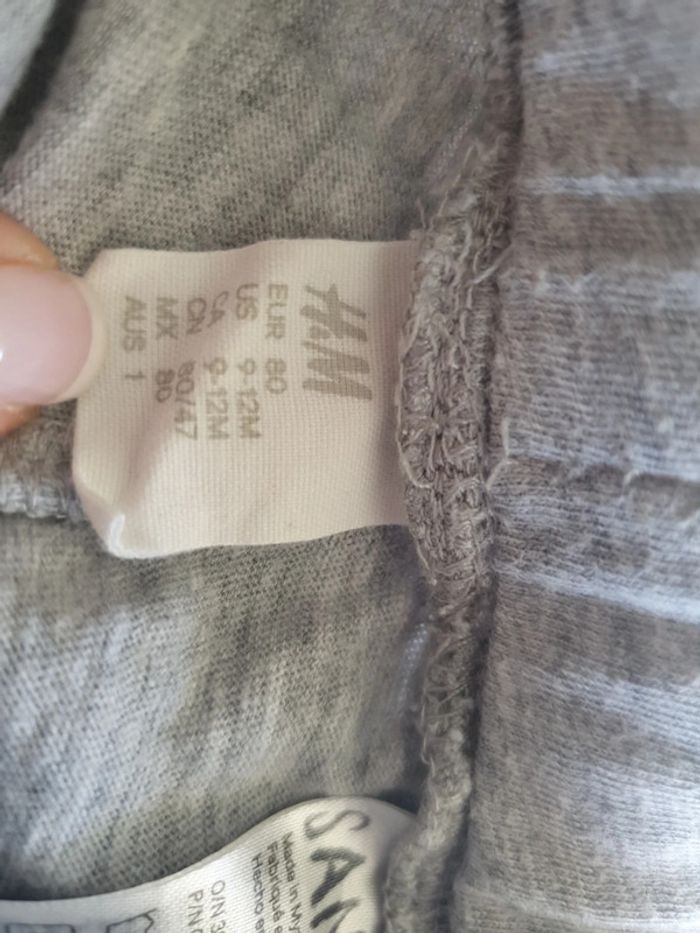 H&M
EUR 80
US 9-12M
CA 9-12M
CN 80/47
MX 80
AUS 1
Made in My
Fabriqué
Hecho e
O/N 3
P/N